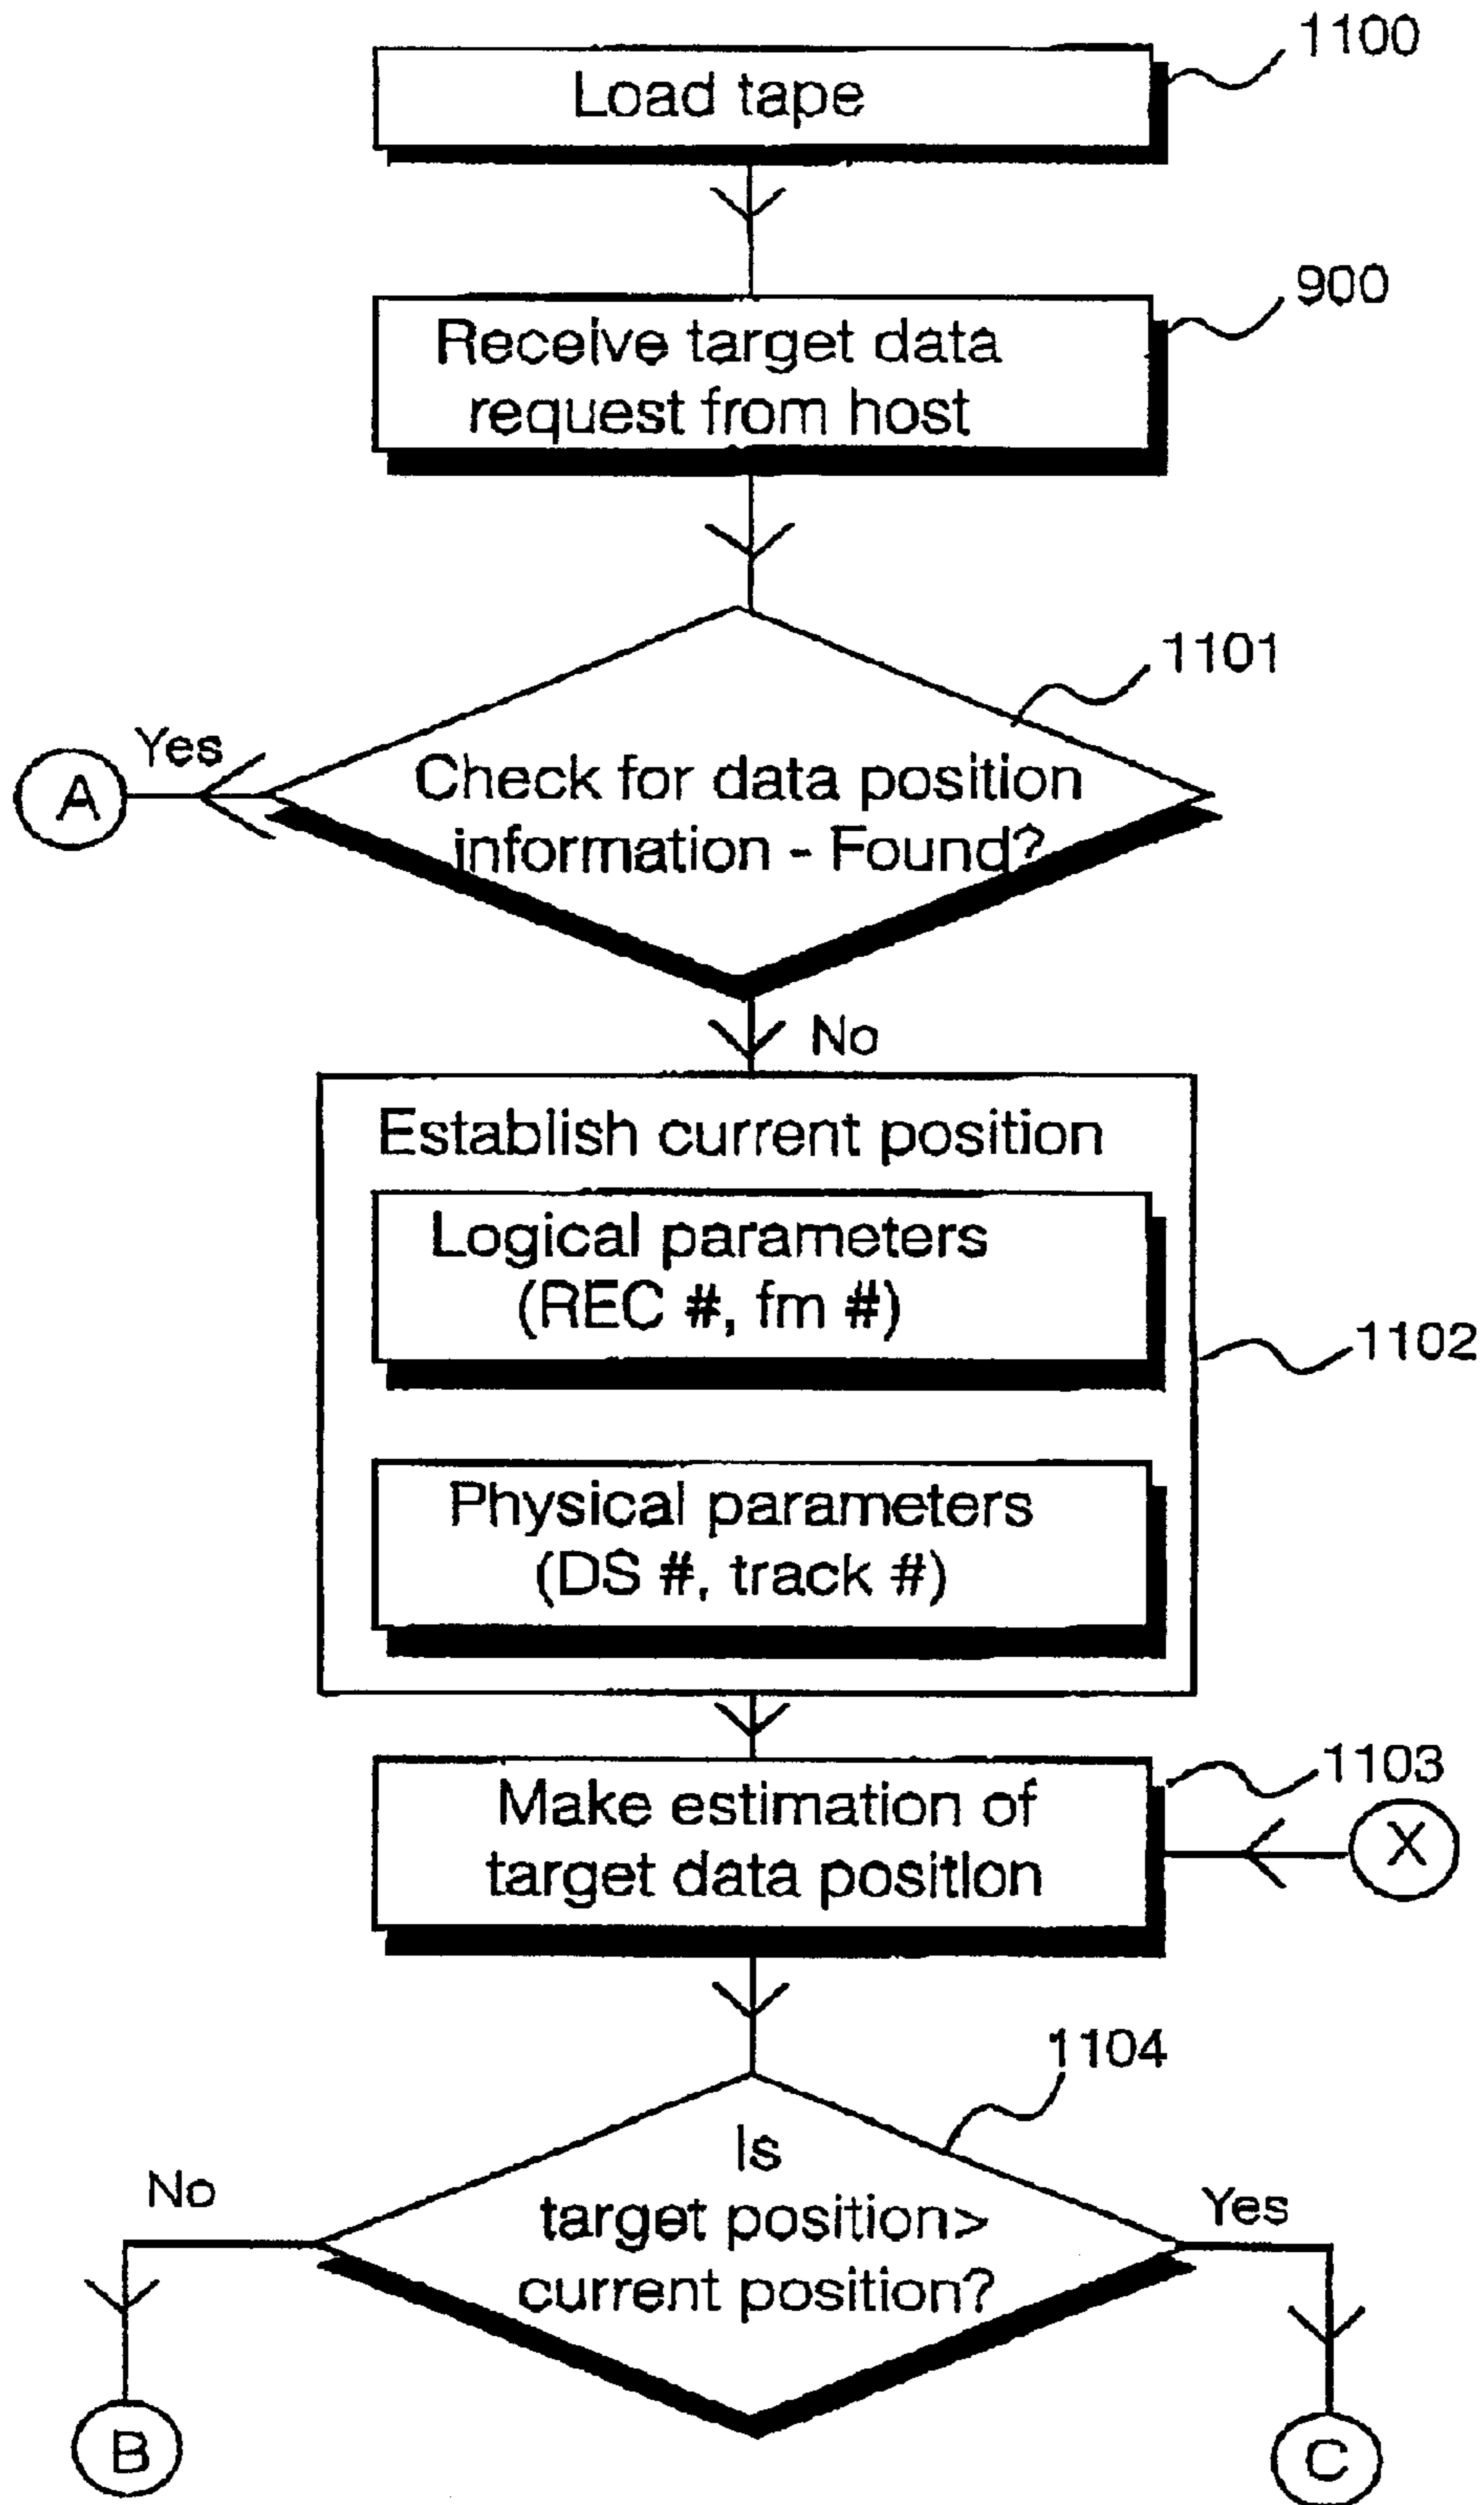 1100
Load tape
900
Receive target data
request from host
1101
Yes
A
Check for data position
information - Found?
No
Establish current position
Logical parameters
(REC #, fm #)
1102
Physical parameters
(DS #, track #)
1103
Make estimation of
target data position
X
1104
Is
target position>
current position?
No
Yes
B
C